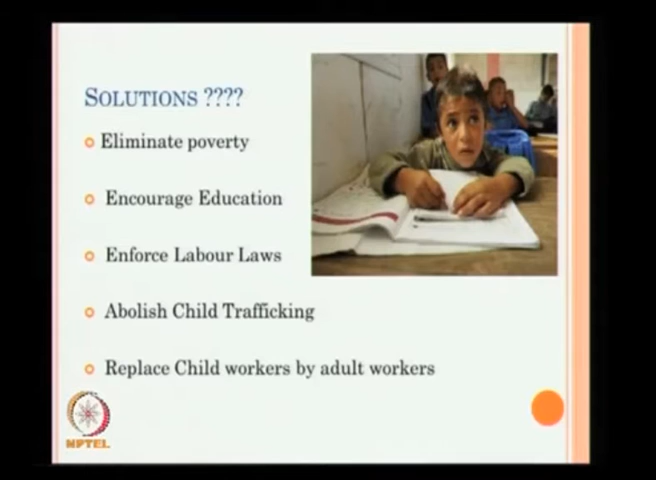 SOLUTIONS ????
Eliminate poverty
Encourage Education
Enforce Labour Laws
Abolish Child Trafficking
Replace Child workers by adult workers
NPTEL